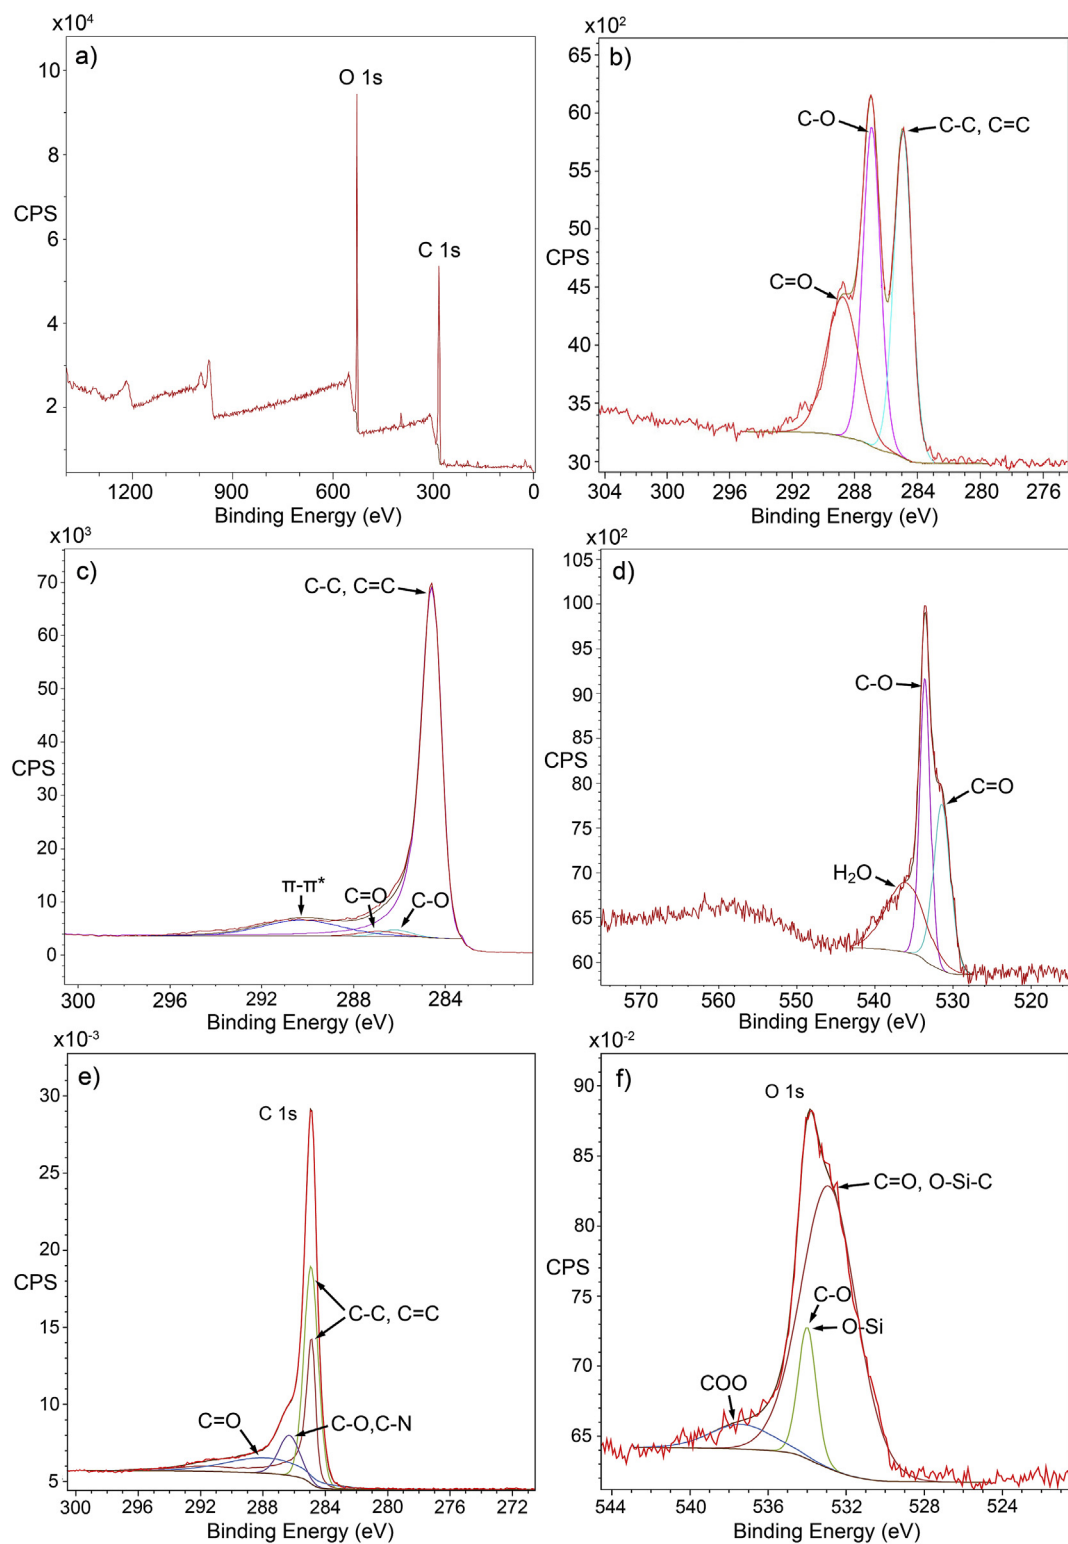 x10⁴
a)
O 1s
C 1s
CPS
10
8
6
4
2
1200 900 600 300 0
Binding Energy (eV)
x10²
b)
C-O
C-C, C=C
C=O
CPS
65
60
55
50
45
40
35
30
304 300 296 292 288 284 280 276
Binding Energy (eV)
x10³
c)
C-C, C=C
π-π*
C=O
C-O
CPS
70
60
50
40
30
20
10
0
300 296 292 288 284
Binding Energy (eV)
x10²
d)
C-O
C=O
H₂O
CPS
105
100
95
90
85
80
75
70
65
60
570 560 550 540 530 520
Binding Energy (eV)
x10⁻³
e)
C 1s
C-C, C=C
C=O
C-O,C-N
CPS
30
25
20
15
10
5
300 296 292 288 284 280 276 272
Binding Energy (eV)
x10⁻²
f)
O 1s
C=O, O-Si-C
C-O
O-Si
COO
CPS
90
85
80
75
70
65
544 540 536 532 528 524
Binding Energy (eV)